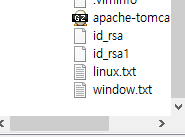 .viminfo
apache-tomca
id_rsa
id_rsa1
linux.txt
window.txt